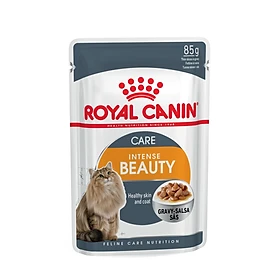 85g
ROYAL CANIN
CARE
INTENSE
BEAUTY
Healthy skin
and coat
GRAVY-SALSA
SÅS
FELINE CARE NUTRITION